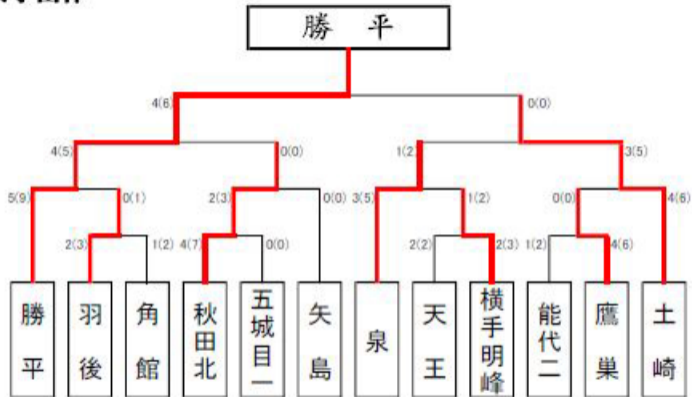 勝平
4(6) 0(0)
4(5) 0(0) 1(2) 3(5)
5(9) 0(1) 2(3) 0(0) 3(5) 1(2) 0(0) 4(6)
2(3) 1(2) 4(7) 0(0) 2(2) 2(3) 1(2) 4(6)
勝平
羽後
角館
秋田北
五城目一
矢島
泉
天王
横手明峰
能代二
鷹巣
土崎